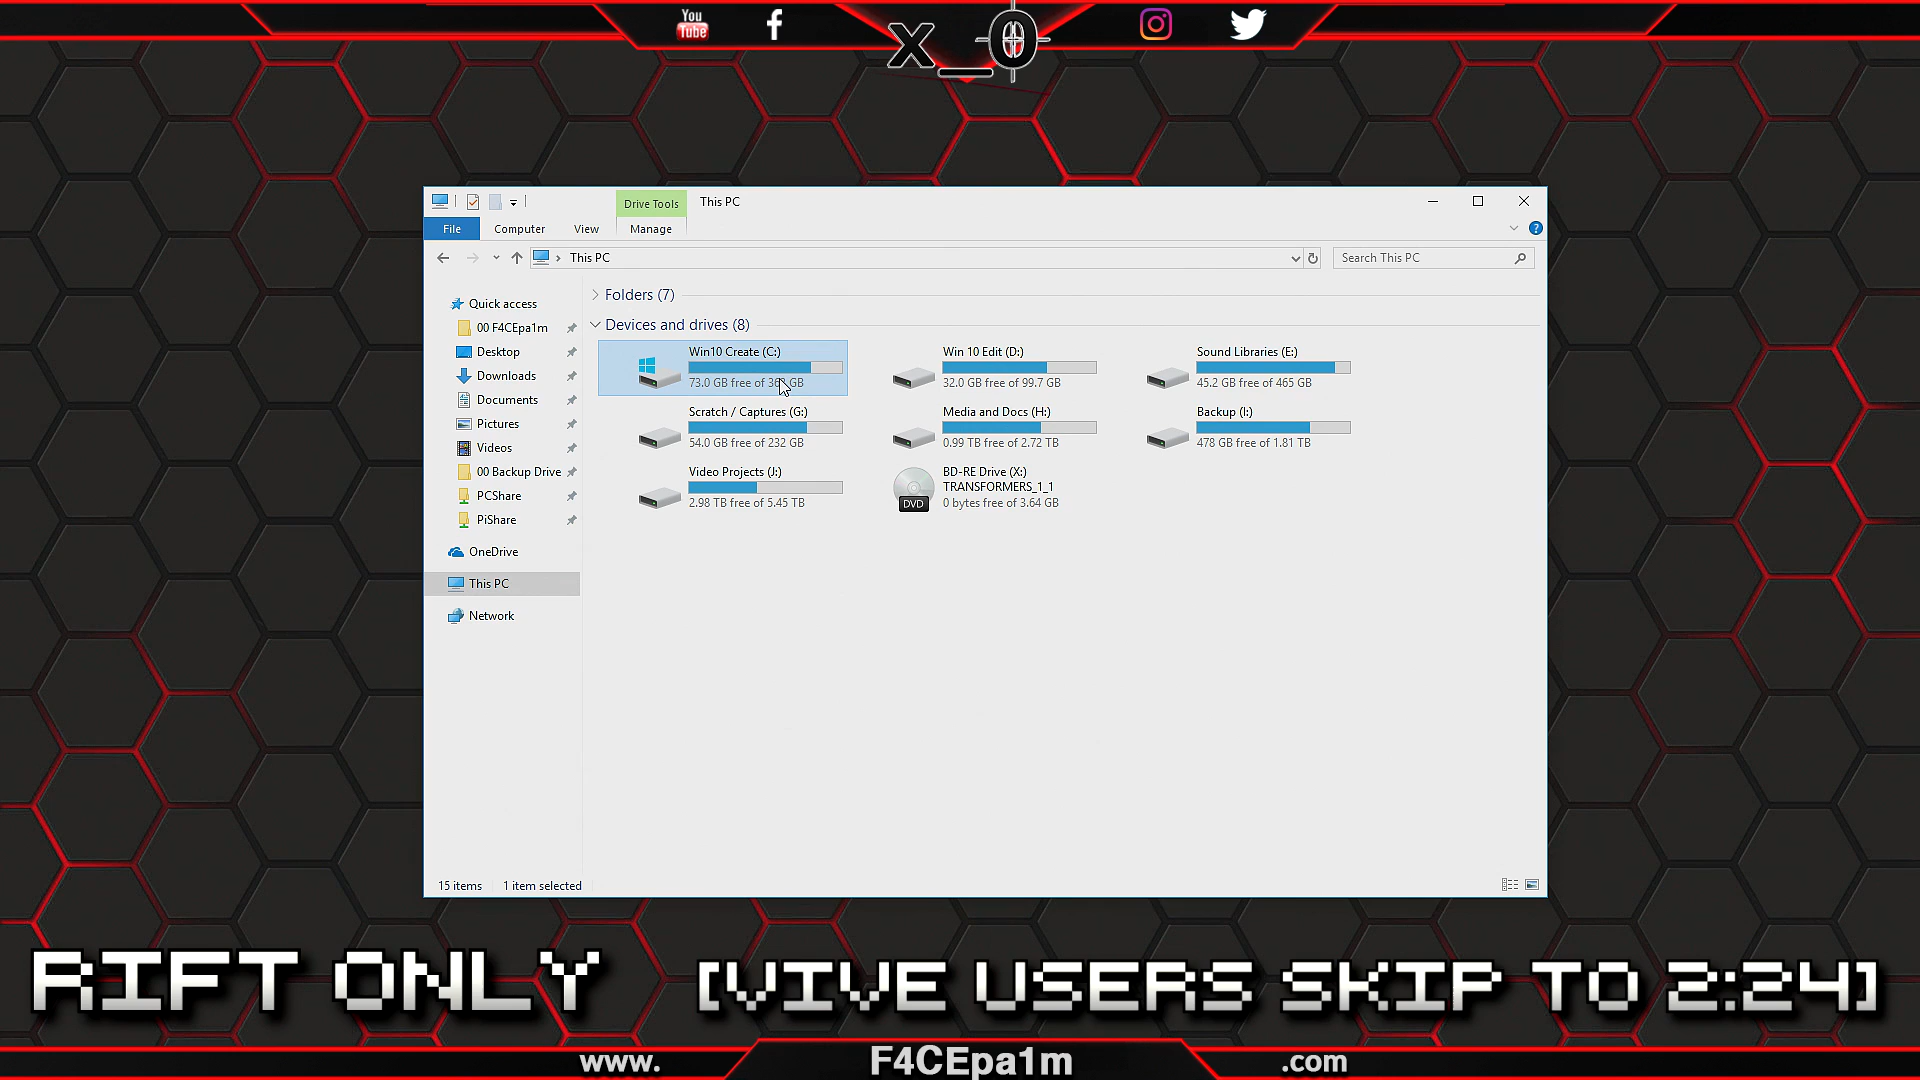 You
Tube
X_0
Drive Tools
This PC
File
Computer
View
Manage
This PC
Search This PC
Quick access
00 F4CEpa1m
Desktop
Downloads
Documents
Pictures
Videos
00 Backup Drive
PCShare
PiShare
OneDrive
This PC
Network
Folders (7)
Devices and drives (8)
Win10 Create (C:)
73.0 GB free of GB
Win 10 Edit (D:)
32.0 GB free of 99.7 GB
Sound Libraries (E:)
45.2 GB free of 465 GB
Scratch / Captures (G:)
54.0 GB free of 232 GB
Media and Docs (H:)
0.99 TB free of 2.72 TB
Backup (I:)
478 GB free of 1.81 TB
Video Projects (J:)
2.98 TB free of 5.45 TB
BD-RE Drive (X:)
TRANSFORMERS_1_1
0 bytes free of 3.64 GB
DVD
15 items
1 item selected
RIFT ONLY [VIVE USERS SKIP TO 2:24]
www. F4CEpa1m .com